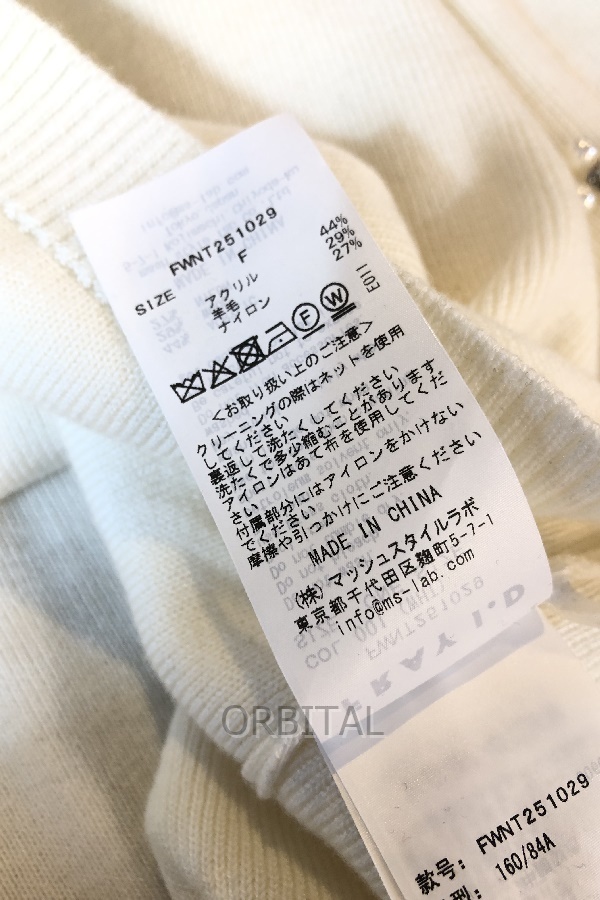 FWNT251029
SIZE F
アクリル 44%
羊毛 29%
ナイロン 27%
E011
F W
<お取り扱い上のご注意>
クリーニングの際はネットを使用
してください
裏返して洗たくしてください
洗たくで多少縮むことがあります
アイロンはあて布を使用してくだ
さい
付属部分にはアイロンをかけない
でください
摩擦や引つかけにご注意ください
MADE IN CHINA
(株)マッシュスタイルラボ
東京都千代田区麹町5-7-1
info@ms-lab.com
ORBITAL
款号: FWNT251029
型: 160/84A